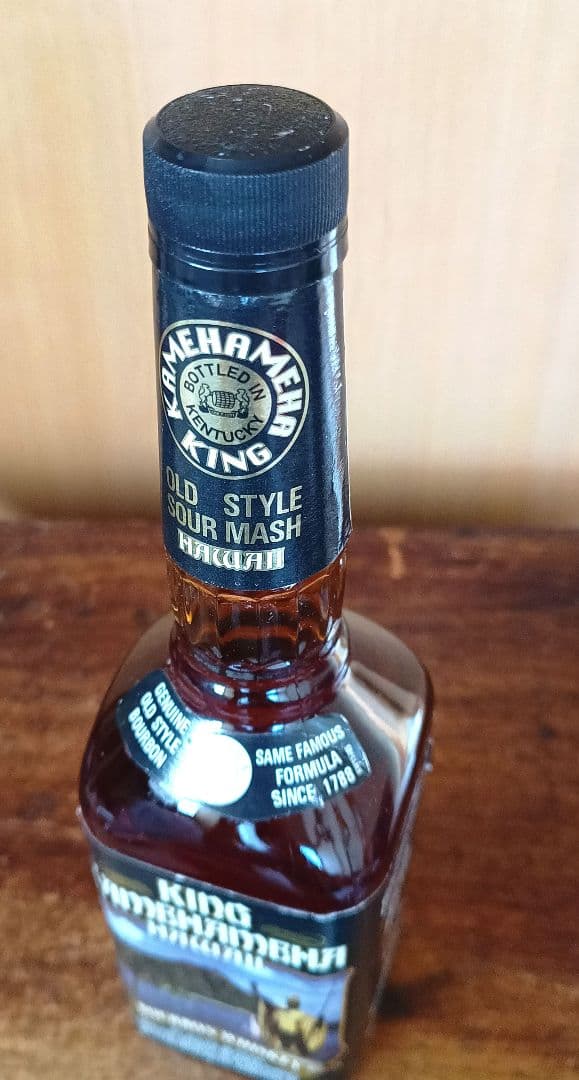 KAMEHAMEHA
BOTTLED IN
KENTUCKY
KING
OLD STYLE
SOUR MASH
HAWAII
GENUINE
OLD STYLE
BOURBON
SAME FAMOUS
FORMULA
SINCE 1788
KING
KAMEHAMEHA
HAWAII